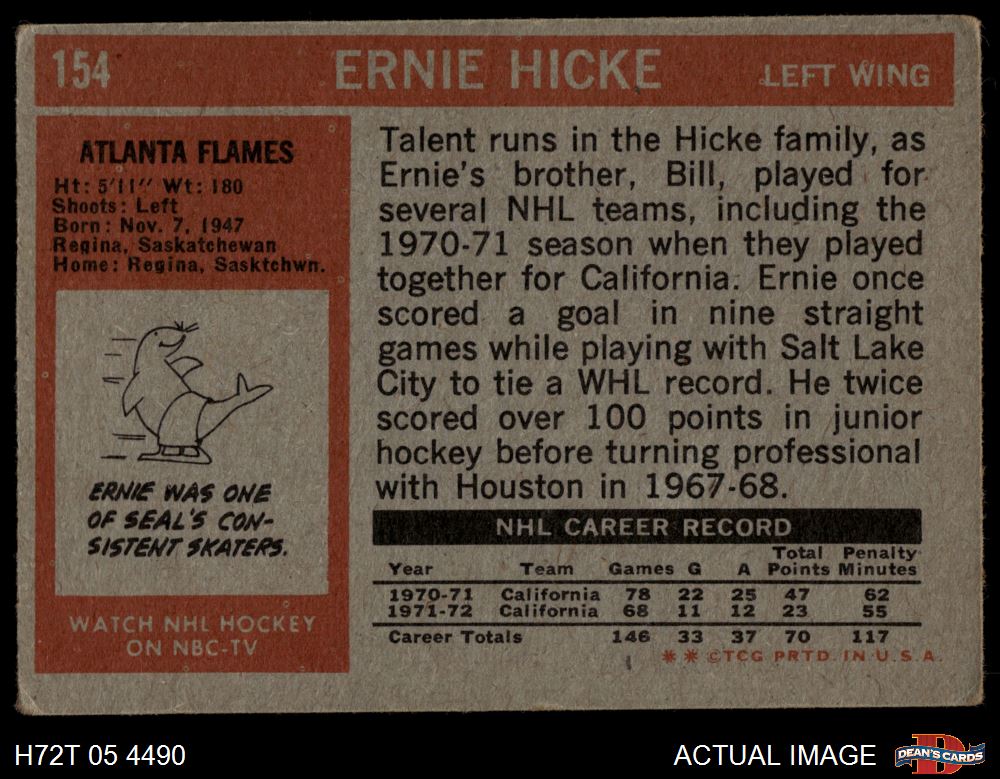 154 ERNIE HICKE LEFT WING
ATLANTA FLAMES
Ht: 5'11" Wt: 180
Shoots: Left
Born: Nov. 7, 1947
Regina, Saskatchewan
Home: Regina, Sasktchwn.
ERNIE WAS ONE
OF SEAL'S CON-
SISTENT SKATERS.
WATCH NHL HOCKEY
ON NBC-TV
Talent runs in the Hicke family, as
Ernie's brother, Bill, played for
several NHL teams, including the
1970-71 season when they played
together for California. Ernie once
scored a goal in nine straight
games while playing with Salt Lake
City to tie a WHL record. He twice
scored over 100 points in junior
hockey before turning professional
with Houston in 1967-68.
NHL CAREER RECORD
Total Penalty
Year Team Games G A Points Minutes
1970-71 California 78 22 25 47 62
1971-72 California 68 11 12 23 55
Career Totals 146 33 37 70 117
** ©TCG PRTD. IN U.S.A.
H72T 05 4490 ACTUAL IMAGE DEAN'S CARDS